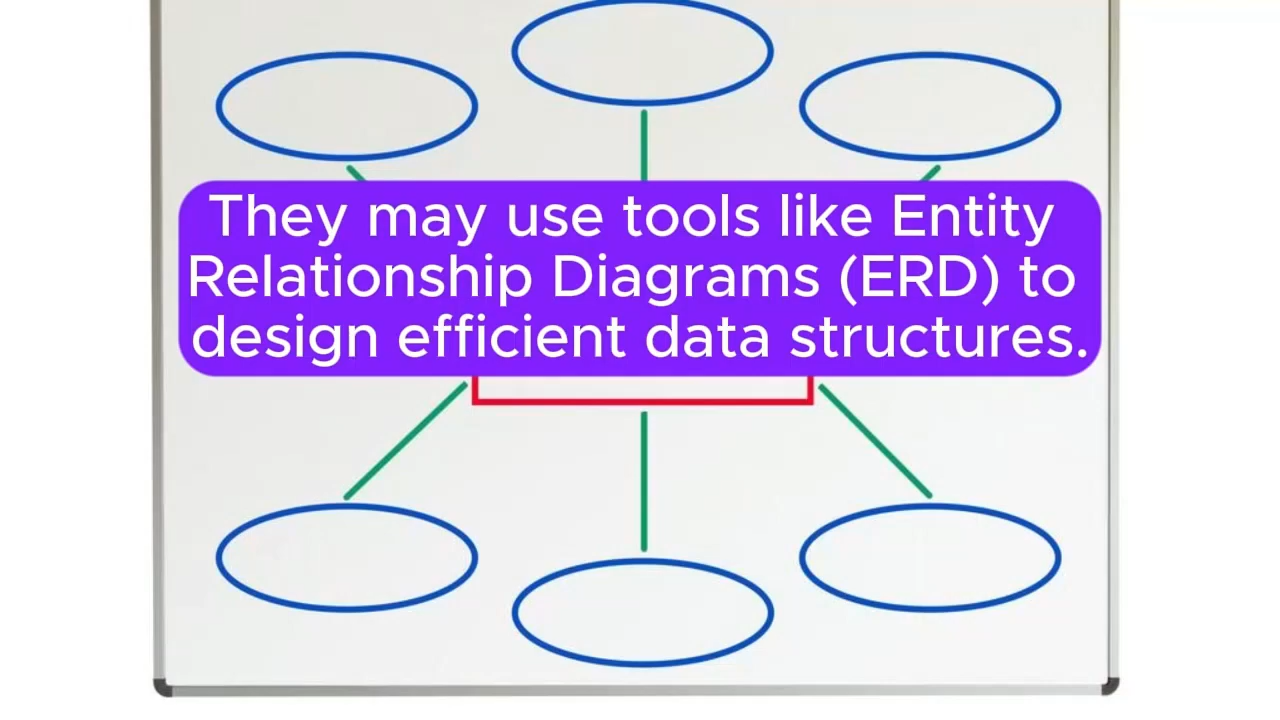 They may use tools like Entity
Relationship Diagrams (ERD) to
design efficient data structures.